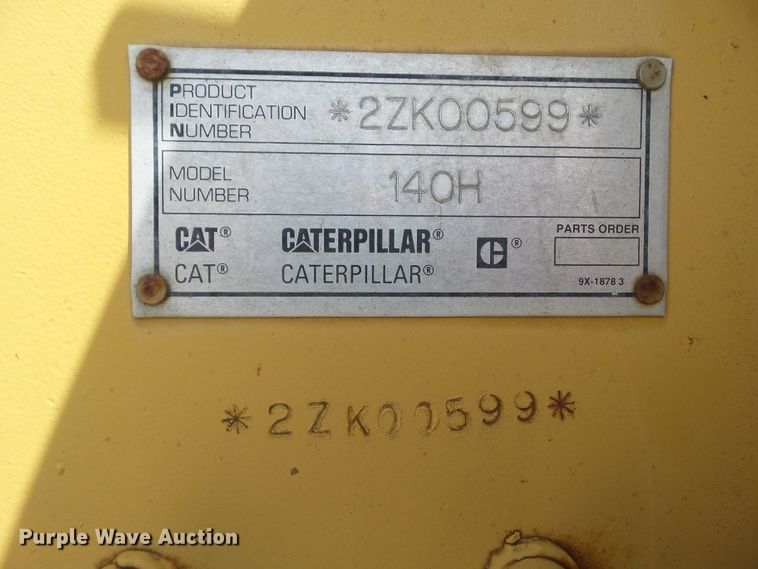 PRODUCT
IDENTIFICATION
NUMBER
*2ZK00599*
MODEL
NUMBER
140H
CAT® CATERPILLAR® C®
CAT® CATERPILLAR®
PARTS ORDER
9X-1878 3
*2ZK00599*
Purple Wave Auction